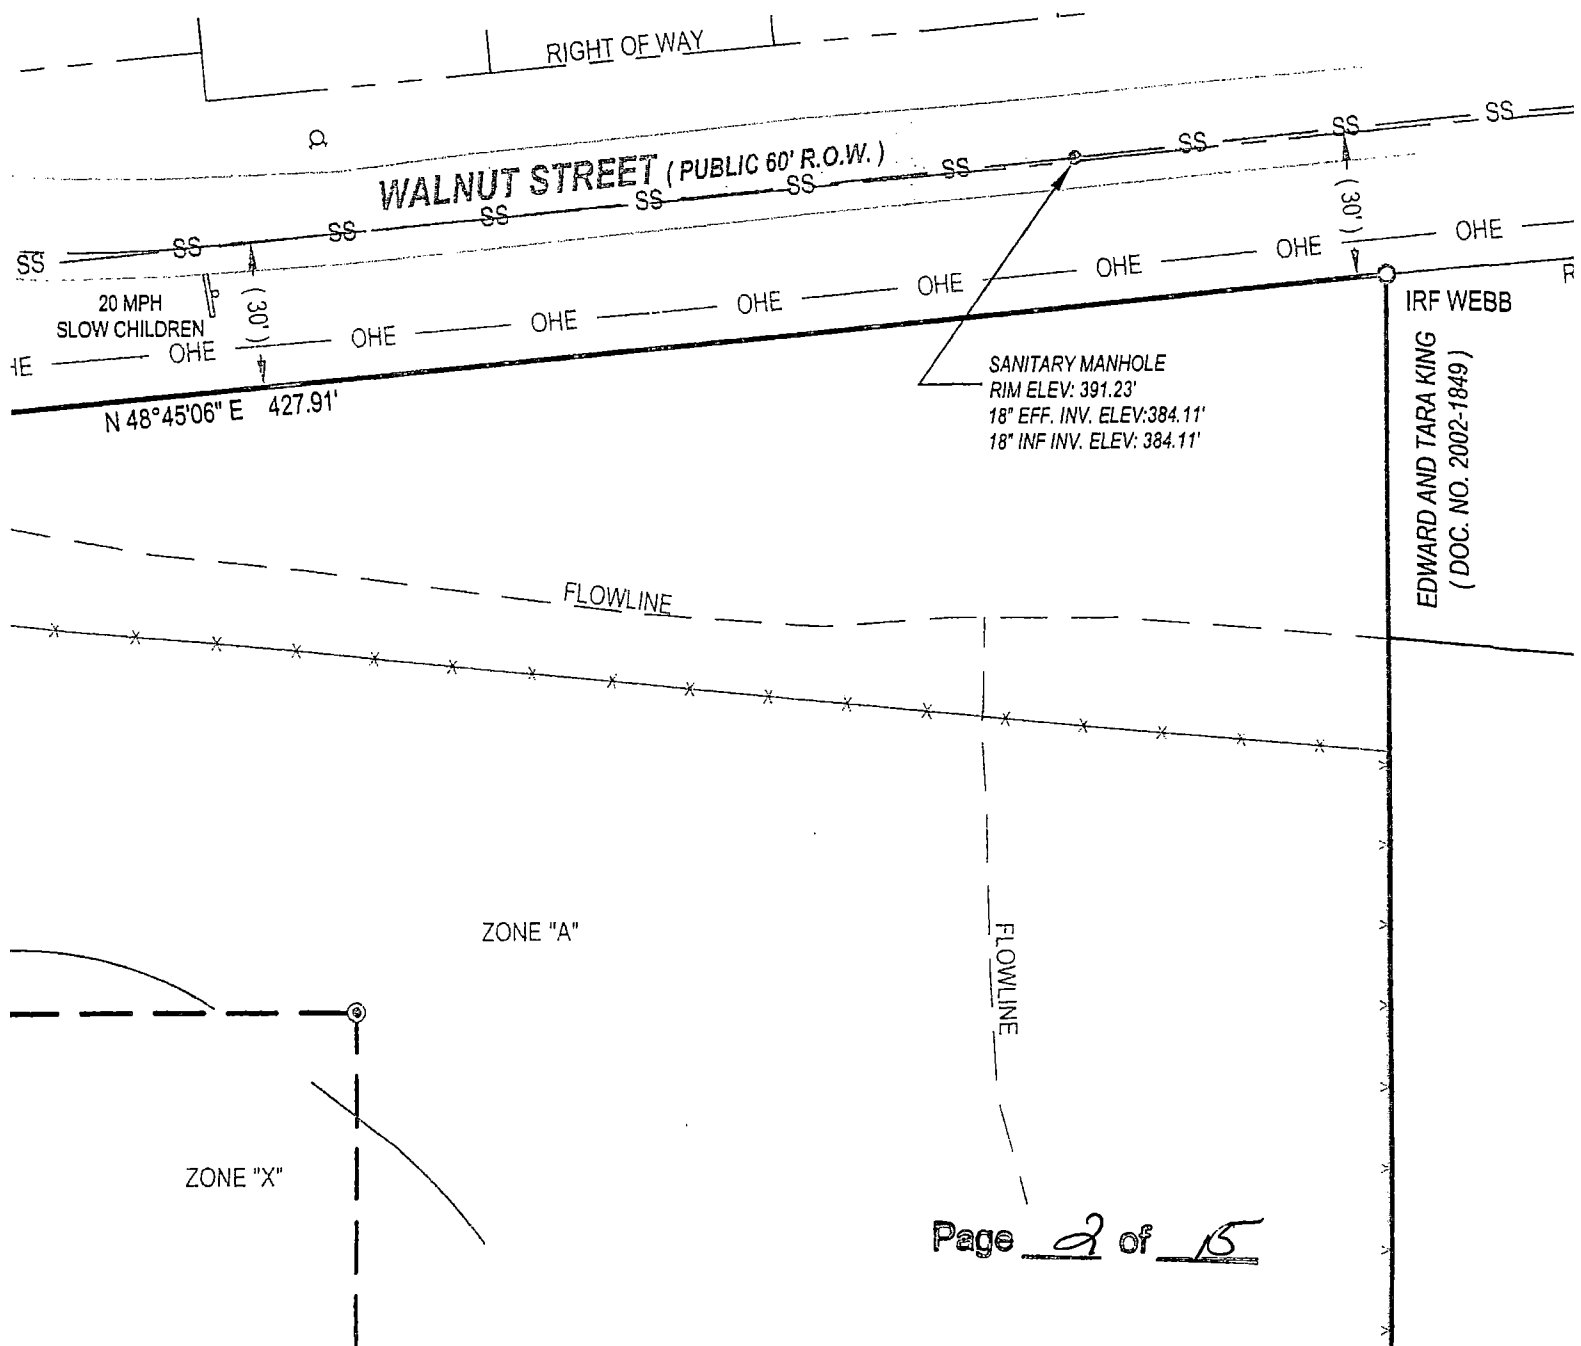 RIGHT OF WAY
WALNUT STREET ( PUBLIC 60' R.O.W. )
SS SS SS SS SS SS SS SS SS SS
(30')
(30')
20 MPH
SLOW CHILDREN
OHE OHE OHE OHE OHE OHE OHE OHE
HE
R
IRF WEBB
N 48°45'06" E 427.91'
SANITARY MANHOLE
RIM ELEV: 391.23'
18" EFF. INV. ELEV:384.11'
18" INF INV. ELEV: 384.11'
EDWARD AND TARA KING
( DOC. NO. 2002-1849 )
FLOWLINE
ZONE "A"
FLOWLINE
ZONE "X"
Page 2 of 15